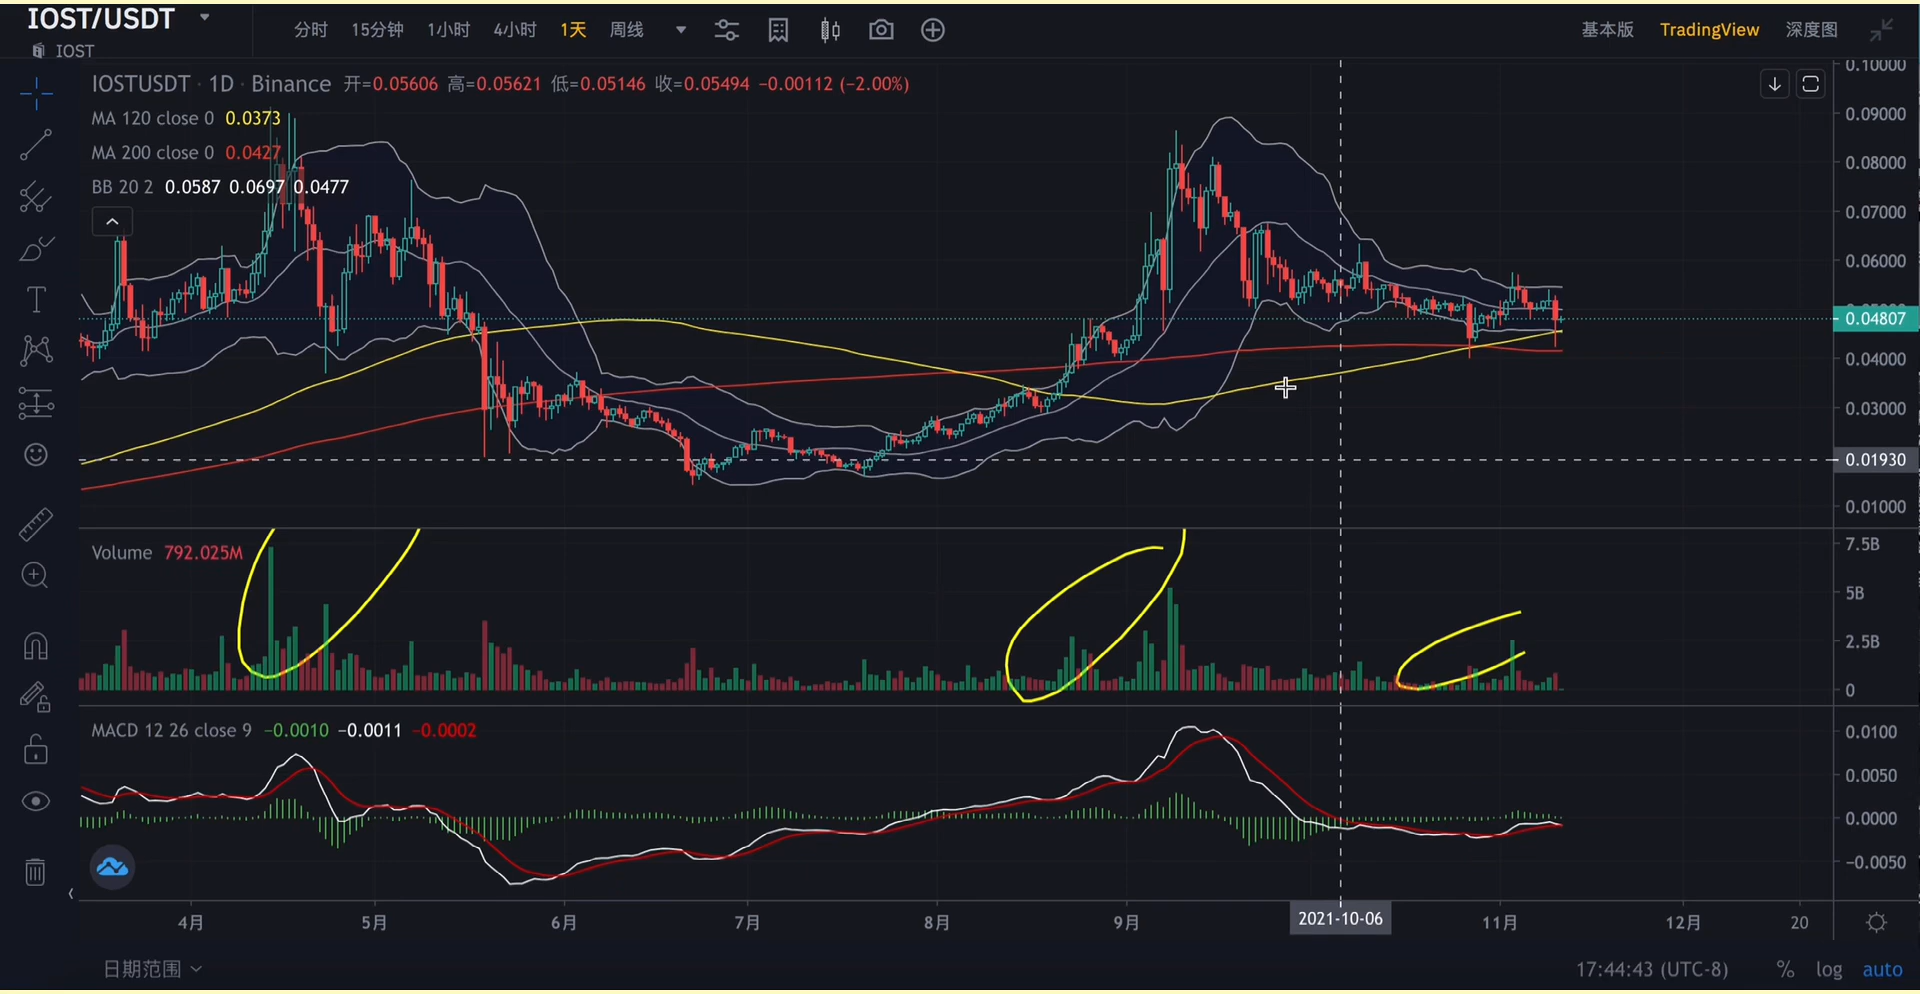 IOST/USDT
IOST
分时 15分钟 1小时 4小时 1天 周线
基本版 TradingView 深度图
IOSTUSDT · 1D · Binance 开=0.05606 高=0.05621 低=0.05146 收=0.05494 −0.00112 (−2.00%)
MA 120 close 0 0.0373
MA 200 close 0 0.0427
BB 20 2 0.0587 0.0697 0.0477
0.10000
0.09000
0.08000
0.07000
0.06000
0.04807
0.04000
0.03000
0.01930
0.01000
Volume 792.025M
7.5B
5B
2.5B
0
MACD 12 26 close 9 −0.0010 −0.0011 −0.0002
0.0100
0.0050
0.0000
−0.0050
4月 5月 6月 7月 8月 9月 2021-10-06 11月 12月 20
日期范围
17:44:43 (UTC-8) % log auto